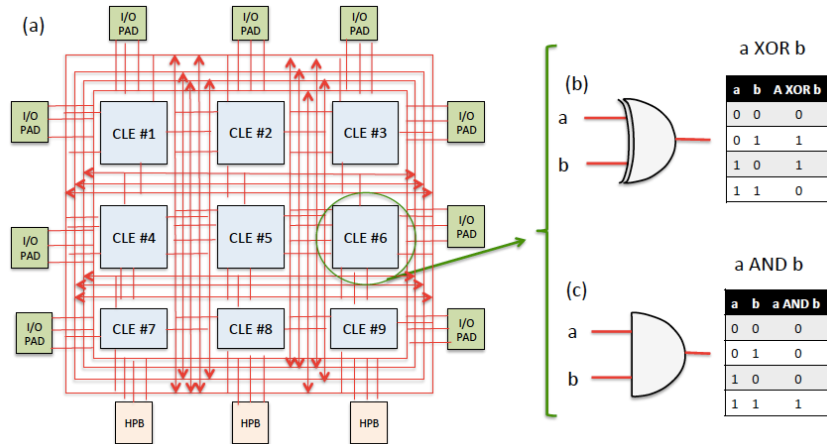 (a)
I/O
PAD
I/O
PAD
I/O
PAD
I/O
PAD
CLE #1
CLE #2
CLE #3
I/O
PAD
I/O
PAD
CLE #4
CLE #5
CLE #6
I/O
PAD
I/O
PAD
CLE #7
CLE #8
CLE #9
I/O
PAD
HPB
HPB
HPB
a XOR b
(b)
a
b
a b A XOR b
0 0 0
0 1 1
1 0 1
1 1 0
a AND b
(c)
a
b
a b a AND b
0 0 0
0 1 0
1 0 0
1 1 1